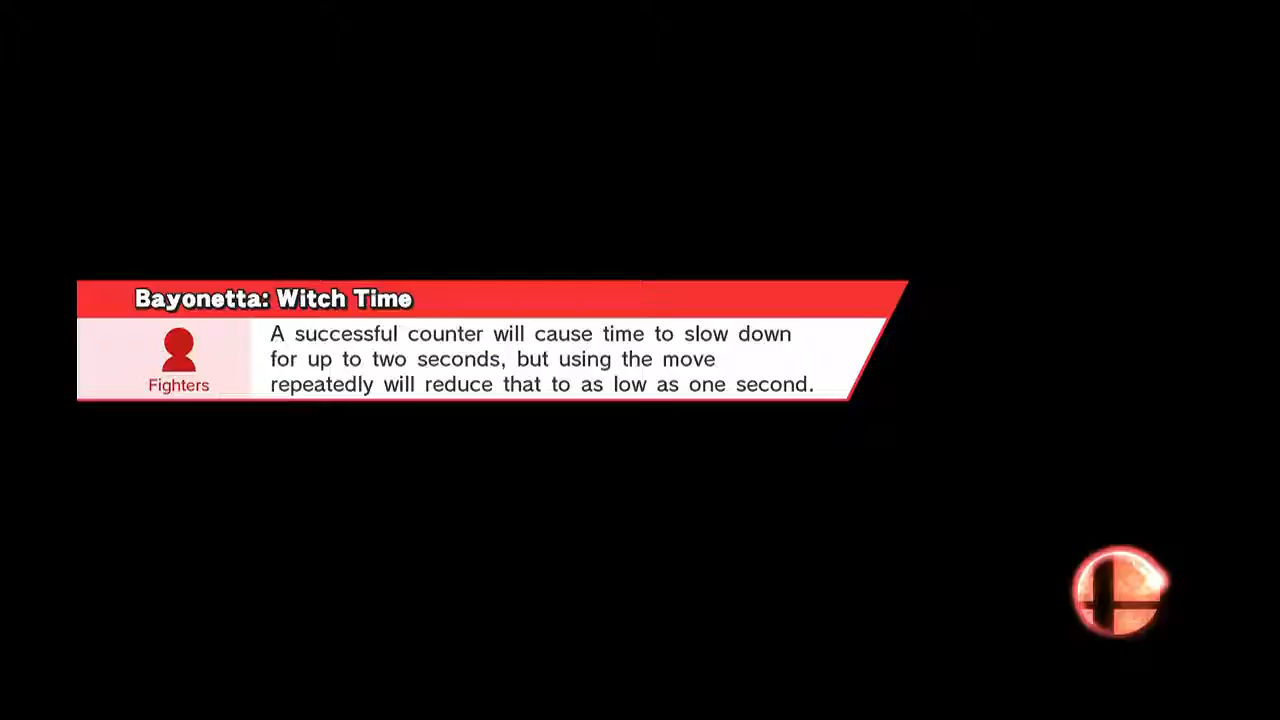 Bayonetta: Witch Time
A successful counter will cause time to slow down
for up to two seconds, but using the move
repeatedly will reduce that to as low as one second.
Fighters